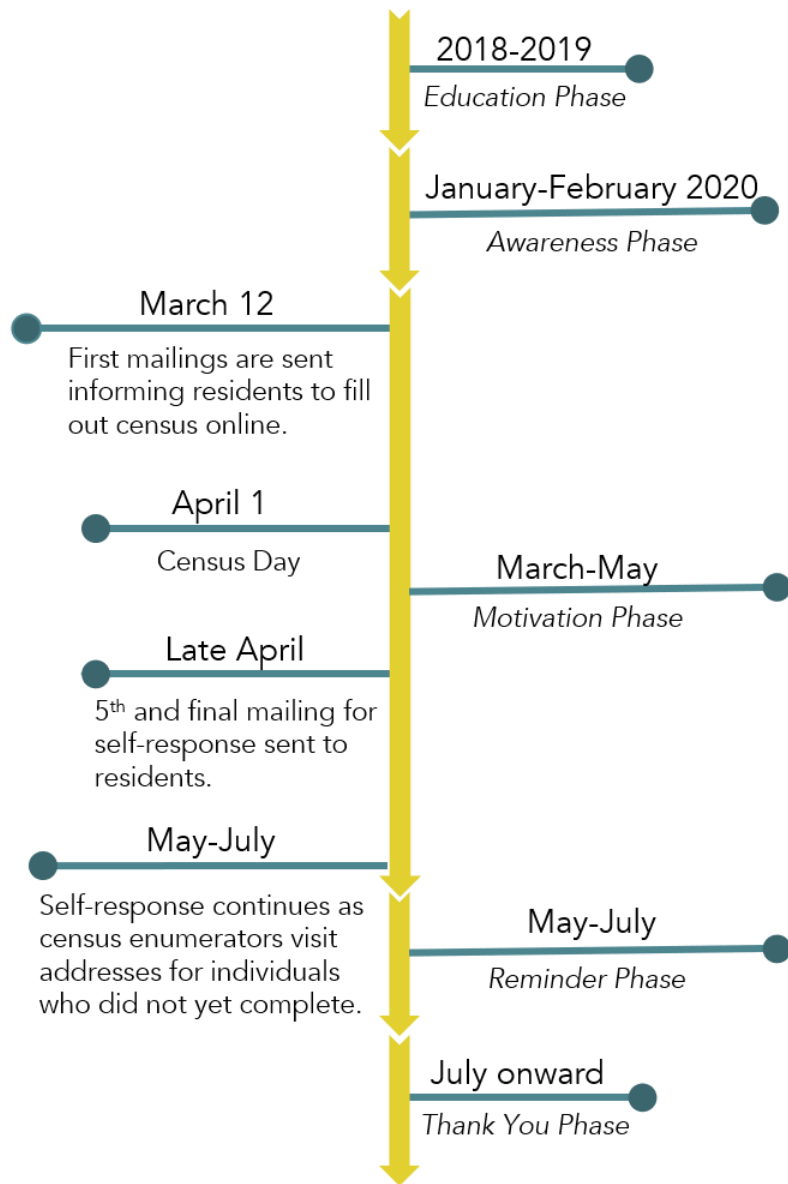 2018-2019
Education Phase
January-February 2020
Awareness Phase
March 12
First mailings are sent
informing residents to fill
out census online.
April 1
Census Day
March-May
Motivation Phase
Late April
5th and final mailing for
self-response sent to
residents.
May-July
Self-response continues as
census enumerators visit
addresses for individuals
who did not yet complete.
May-July
Reminder Phase
July onward
Thank You Phase